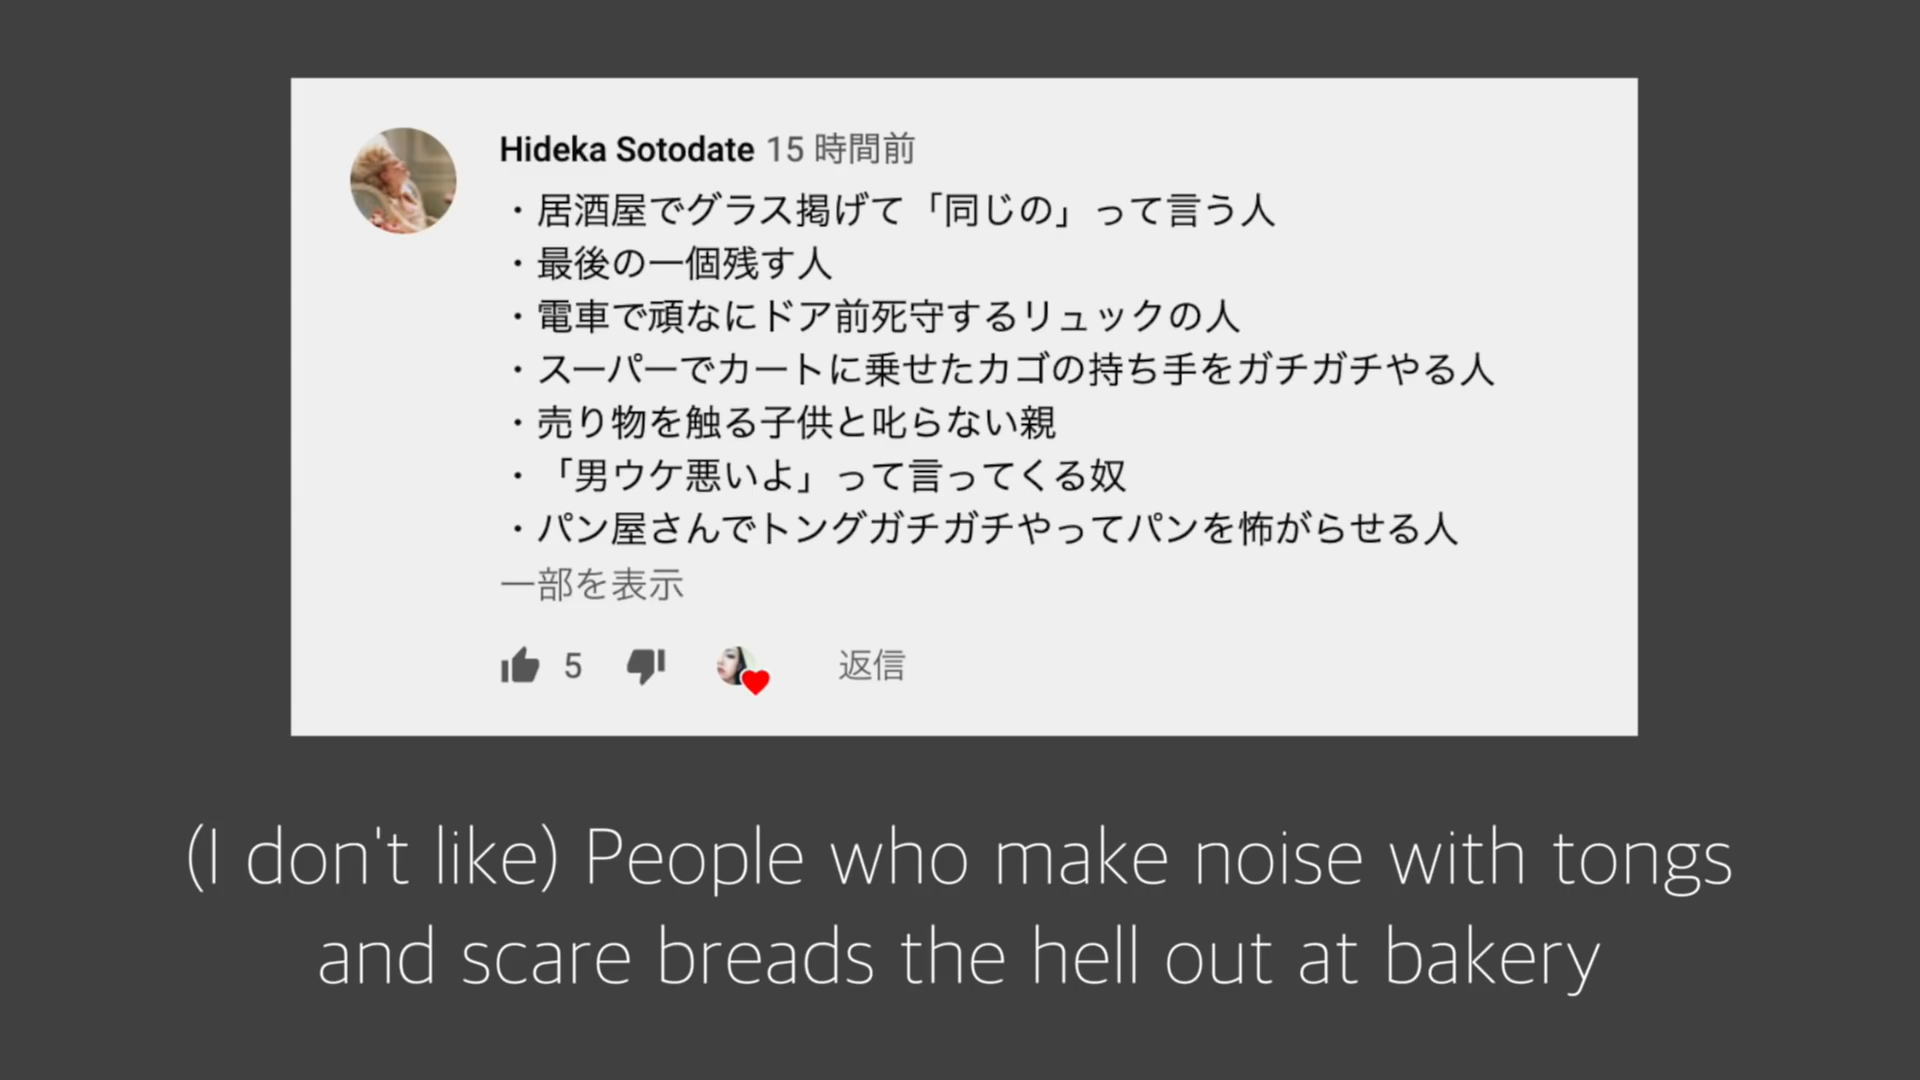 Hideka Sotodate 15 時間前
・居酒屋でグラス掲げて「同じの」って言う人
・最後の一個残す人
・電車で頑なにドア前死守するリュックの人
・スーパーでカートに乗せたカゴの持ち手をガチガチやる人
・売り物を触る子供と叱らない親
・「男ウケ悪いよ」って言ってくる奴
・パン屋さんでトングガチガチやってパンを怖がらせる人
一部を表示
5 返信
(I don't like) People who make noise with tongs
and scare breads the hell out at bakery